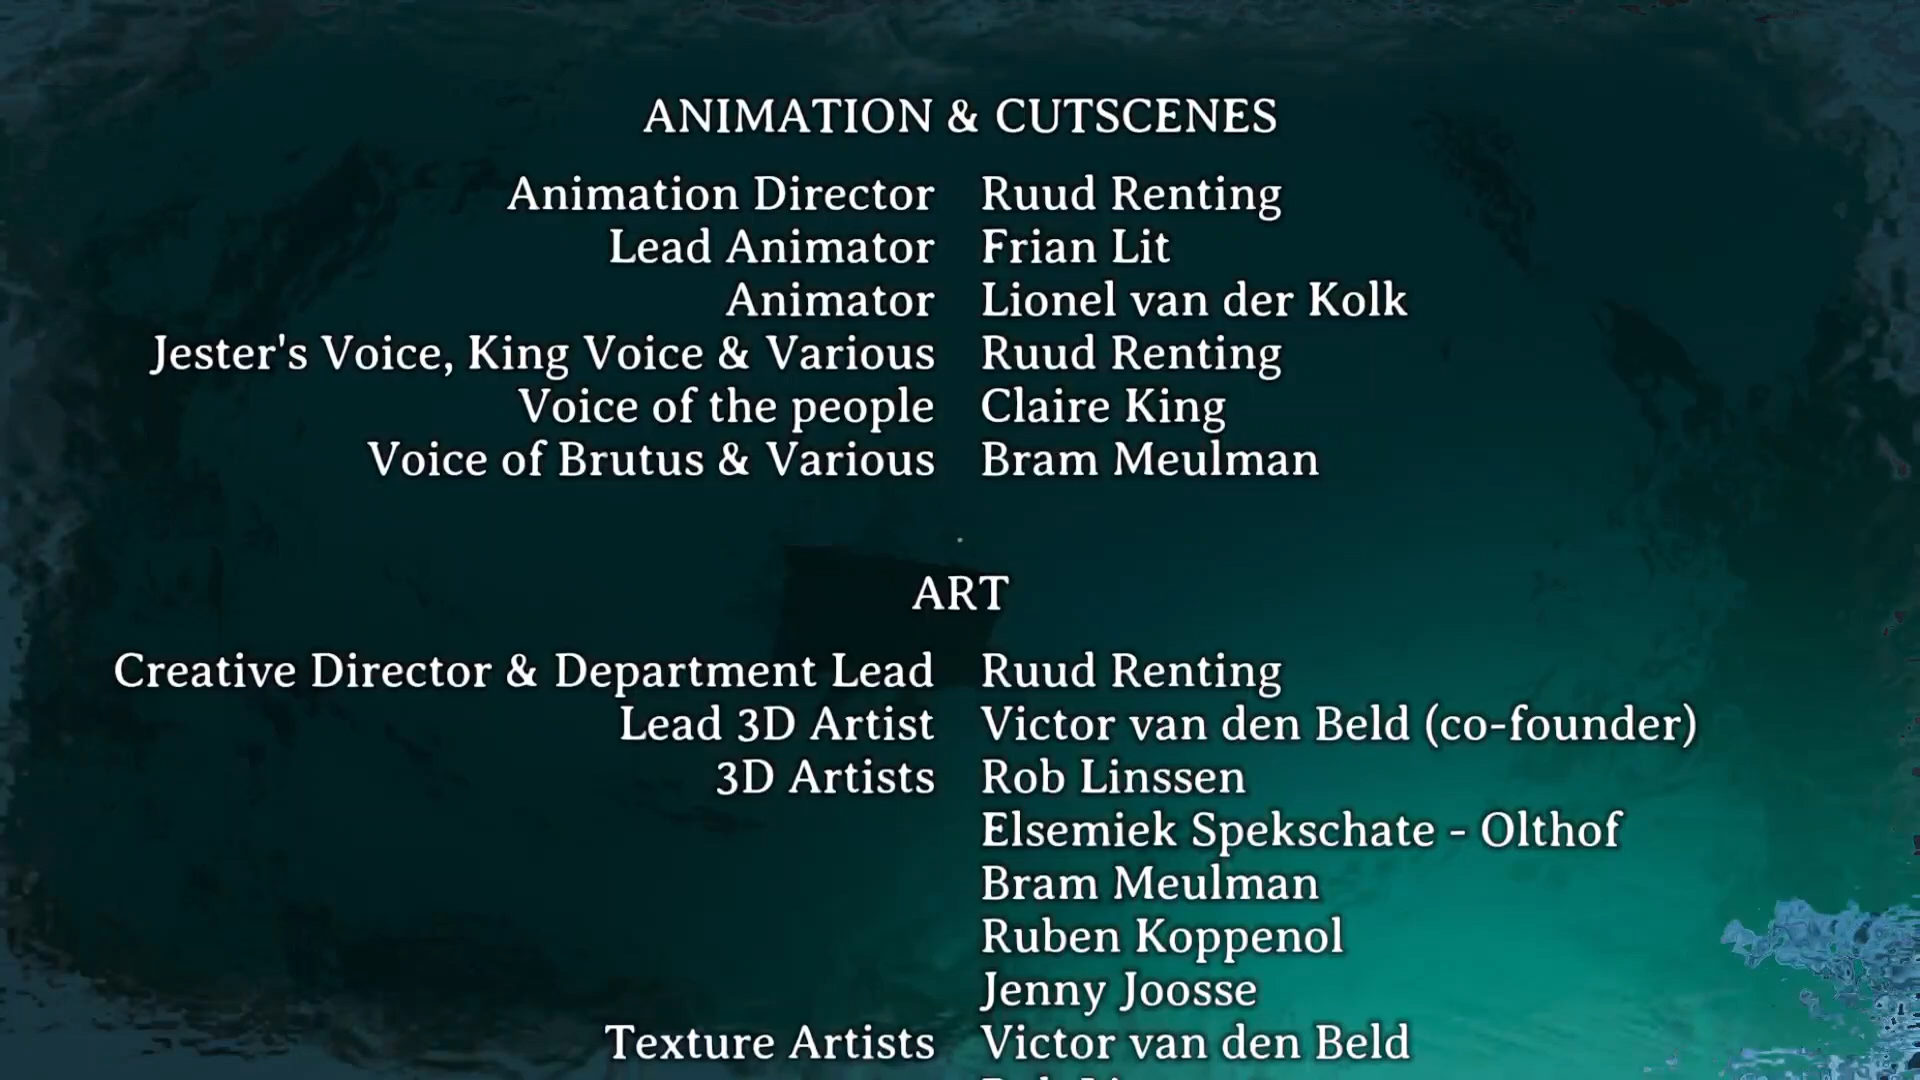 ANIMATION & CUTSCENES
Animation Director Ruud Renting
Lead Animator Frian Lit
Animator Lionel van der Kolk
Jester's Voice, King Voice & Various Ruud Renting
Voice of the people Claire King
Voice of Brutus & Various Bram Meulman
ART
Creative Director & Department Lead Ruud Renting
Lead 3D Artist Victor van den Beld (co-founder)
3D Artists Rob Linssen
Elsemiek Spekschate - Olthof
Bram Meulman
Ruben Koppenol
Jenny Joosse
Texture Artists Victor van den Beld